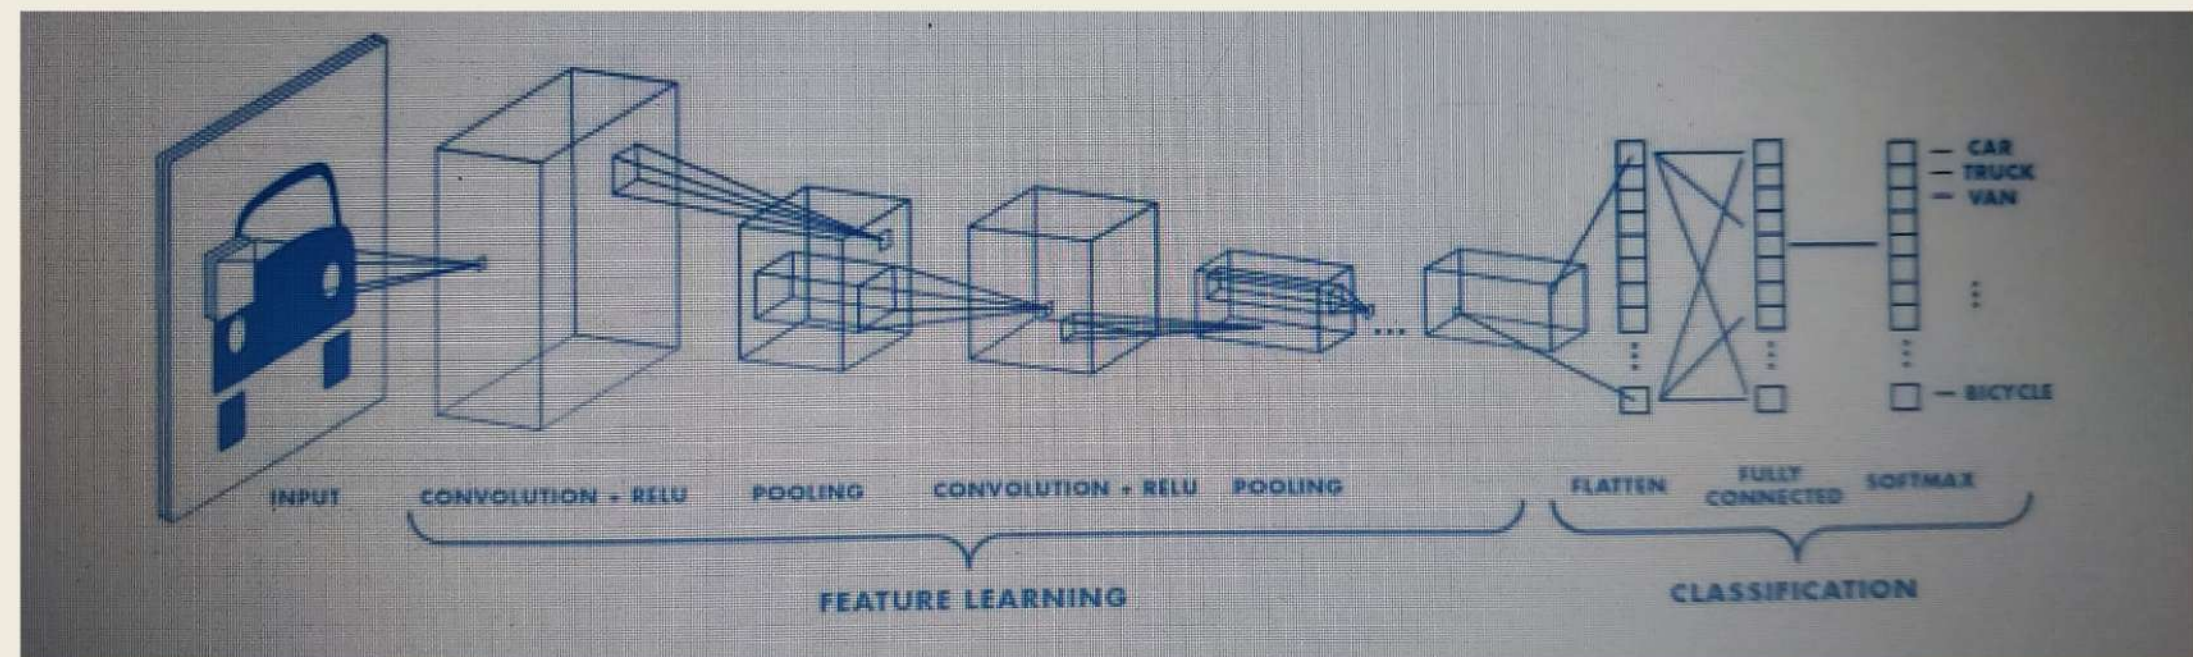 CAR
TRUCK
VAN
BICYCLE
INPUT
CONVOLUTION + RELU
POOLING
CONVOLUTION + RELU
POOLING
FLATTEN
FULLY
CONNECTED
SOFTMAX
FEATURE LEARNING
CLASSIFICATION